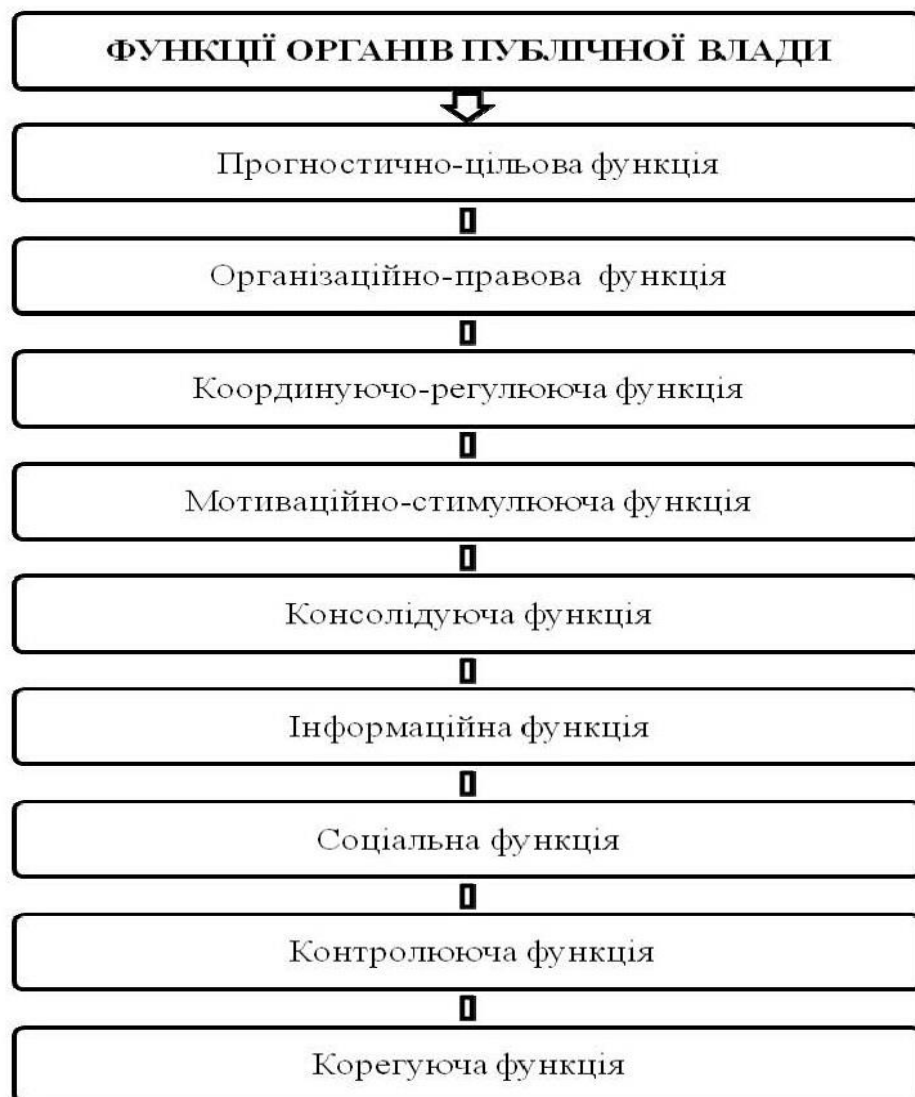 ФУНКЦІЇ ОРГАНІВ ПУБЛІЧНОЇ ВЛАДИ
Прогностично-цільова функція
Організаційно-правова функція
Координуючо-регулююча функція
Мотиваційно-стимулююча функція
Консолідуюча функція
Інформаційна функція
Соціальна функція
Контролююча функція
Корегуюча функція